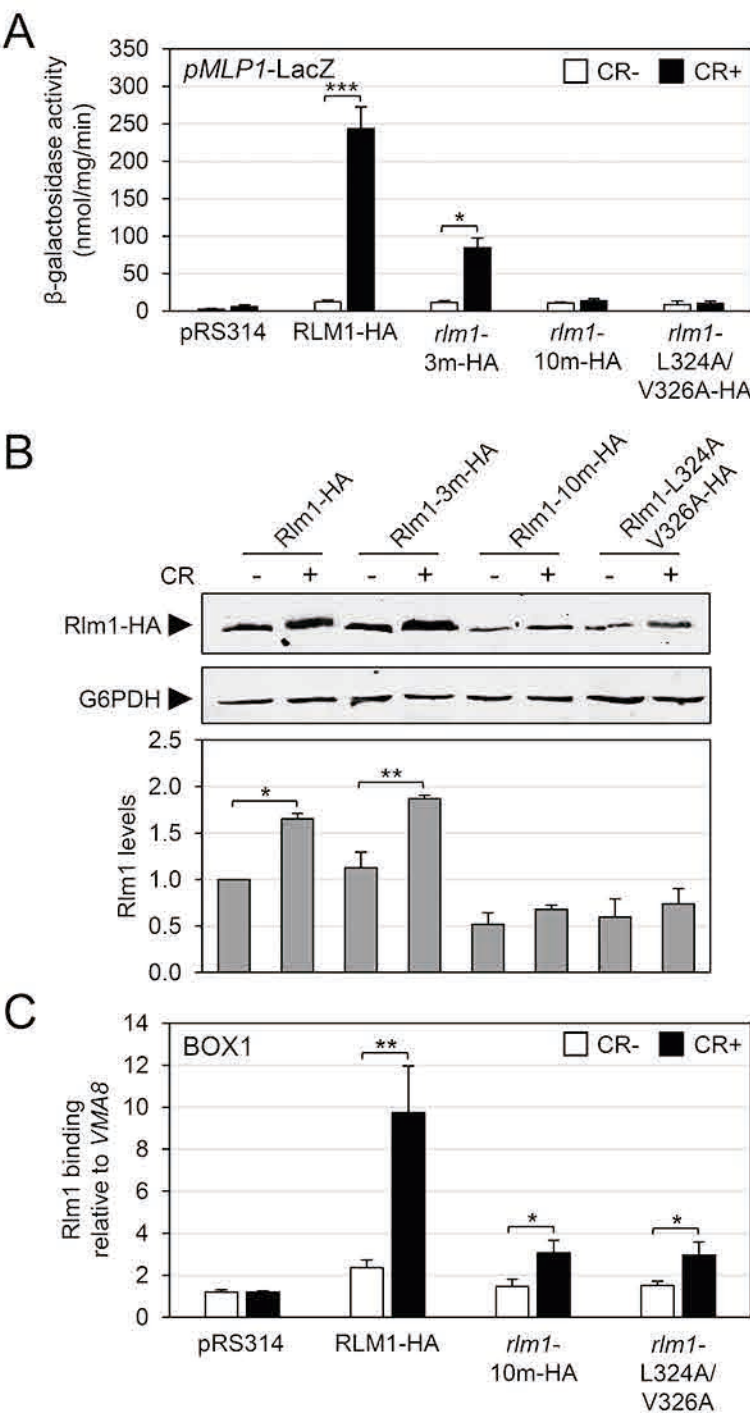 A
350
300
250
200
150
100
50
0
β-galactosidase activity
(nmol/mg/min)
pMLP1-LacZ
CR- CR+
***
*
pRS314 RLM1-HA rlm1- rlm1- rlm1-
3m-HA 10m-HA L324A/
V326A-HA
B
Rlm1-HA Rlm1-3m-HA Rlm1-10m-HA Rlm1-L324A
V326A-HA
CR - + - + - + - +
Rlm1-HA
G6PDH
2.5
2.0
1.5
1.0
0.5
0.0
Rlm1 levels
* **
C
14
12
10
8
6
4
2
0
Rlm1 binding
relative to VMA8
BOX1
CR- CR+
**
* *
pRS314 RLM1-HA rlm1- rlm1-
10m-HA L324A/
V326A